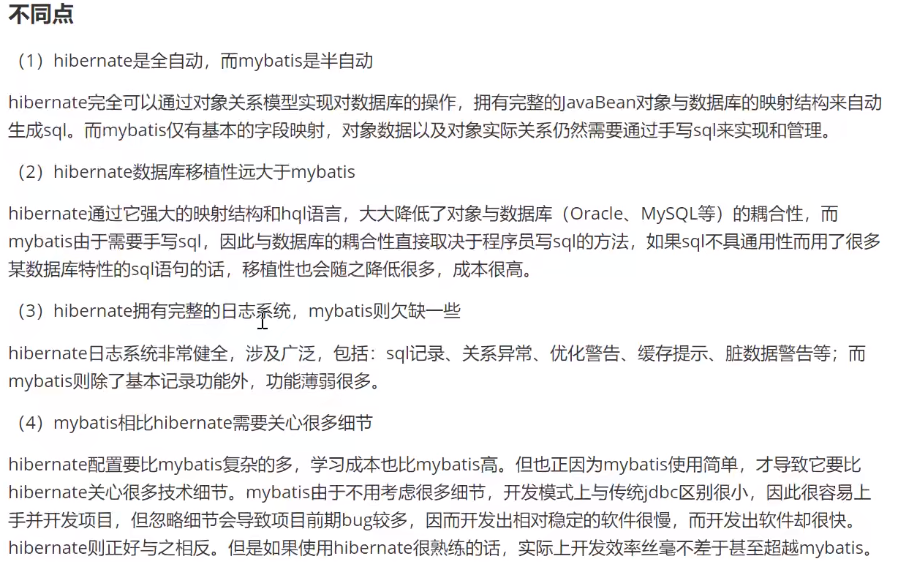 不同点
（1）hibernate是全自动，而mybatis是半自动
hibernate完全可以通过对象关系模型实现对数据库的操作，拥有完整的JavaBean对象与数据库的映射结构来自动
生成sql。而mybatis仅有基本的字段映射，对象数据以及对象实际关系仍然需要通过手写sql来实现和管理。
（2）hibernate数据库移植性远大于mybatis
hibernate通过它强大的映射结构和hql语言，大大降低了对象与数据库（Oracle、MySQL等）的耦合性，而
mybatis由于需要手写sql，因此与数据库的耦合性直接取决于程序员写sql的方法，如果sql不具通用性而用了很多
某数据库特性的sql语句的话，移植性也会随之降低很多，成本很高。
（3）hibernate拥有完整的日志系统，mybatis则欠缺一些
hibernate日志系统非常健全，涉及广泛，包括：sql记录、关系异常、优化警告、缓存提示、脏数据警告等；而
mybatis则除了基本记录功能外，功能薄弱很多。
（4）mybatis相比hibernate需要关心很多细节
hibernate配置要比mybatis复杂的多，学习成本也比mybatis高。但也正因为mybatis使用简单，才导致它要比
hibernate关心很多技术细节。mybatis由于不用考虑很多细节，开发模式上与传统jdbc区别很小，因此很容易上
手并开发项目，但忽略细节会导致项目前期bug较多，因而开发出相对稳定的软件很慢，而开发出软件却很快。
hibernate则正好与之相反。但是如果使用hibernate很熟练的话，实际上开发效率丝毫不差于甚至超越mybatis。